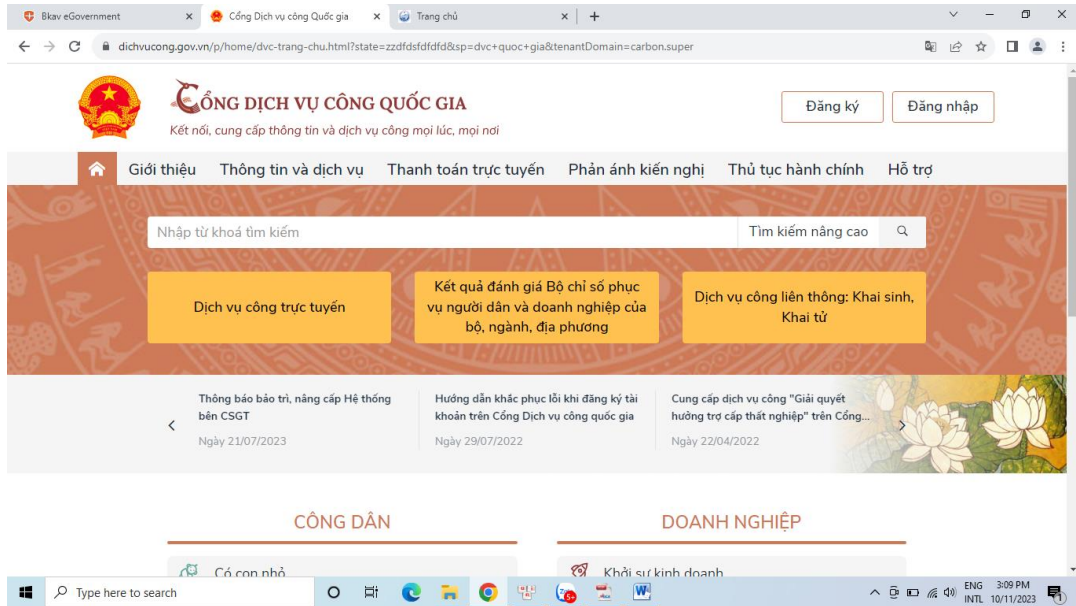 Bkav eGovernment
Cổng Dịch vụ công Quốc gia
Trang chủ
dichvucong.gov.vn/p/home/dvc-trang-chu.html?state=zzdfdsfdfdfd&sp=dvc+quoc+gia&tenantDomain=carbon.super
CỔNG DỊCH VỤ CÔNG QUỐC GIA
Kết nối, cung cấp thông tin và dịch vụ công mọi lúc, mọi nơi
Đăng ký
Đăng nhập
Giới thiệu
Thông tin và dịch vụ
Thanh toán trực tuyến
Phản ánh kiến nghị
Thủ tục hành chính
Hỗ trợ
Nhập từ khoá tìm kiếm
Tìm kiếm nâng cao
Dịch vụ công trực tuyến
Kết quả đánh giá Bộ chỉ số phục
vụ người dân và doanh nghiệp của
bộ, ngành, địa phương
Dịch vụ công liên thông: Khai sinh,
Khai tử
Thông báo bảo trì, nâng cấp Hệ thống
bên CSGT
Ngày 21/07/2023
Hướng dẫn khắc phục lỗi khi đăng ký tài
khoản trên Cổng Dịch vụ công quốc gia
Ngày 29/07/2022
Cung cấp dịch vụ công "Giải quyết
hưởng trợ cấp thất nghiệp" trên Cổng...
Ngày 22/04/2022
CÔNG DÂN
DOANH NGHIỆP
Có con nhỏ
Khởi sự kinh doanh
Type here to search
5+
W
ENG
INTL
3:09 PM
10/11/2023
1